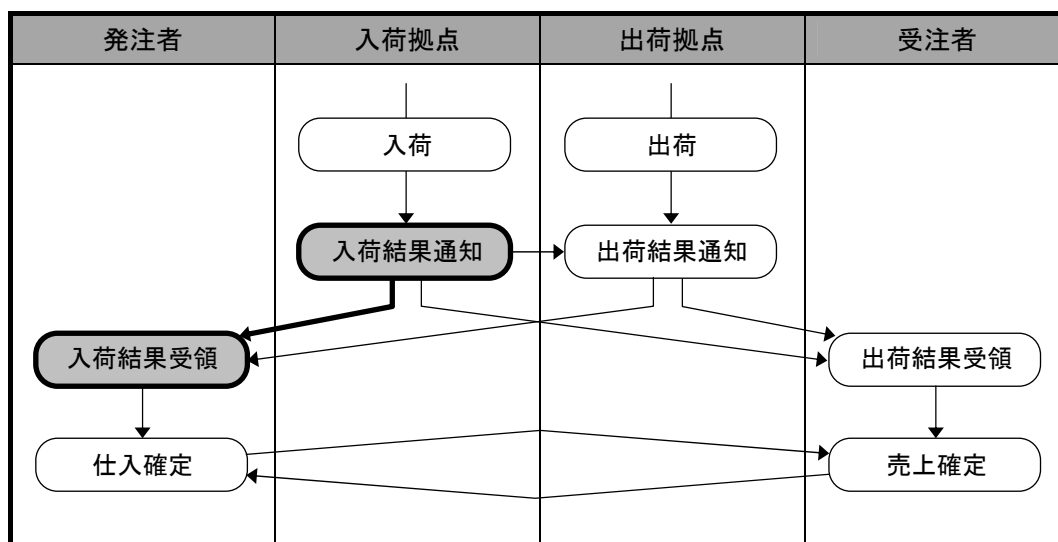 発注者
入荷拠点
出荷拠点
受注者
入荷
出荷
入荷結果通知
出荷結果通知
入荷結果受領
出荷結果受領
仕入確定
売上確定